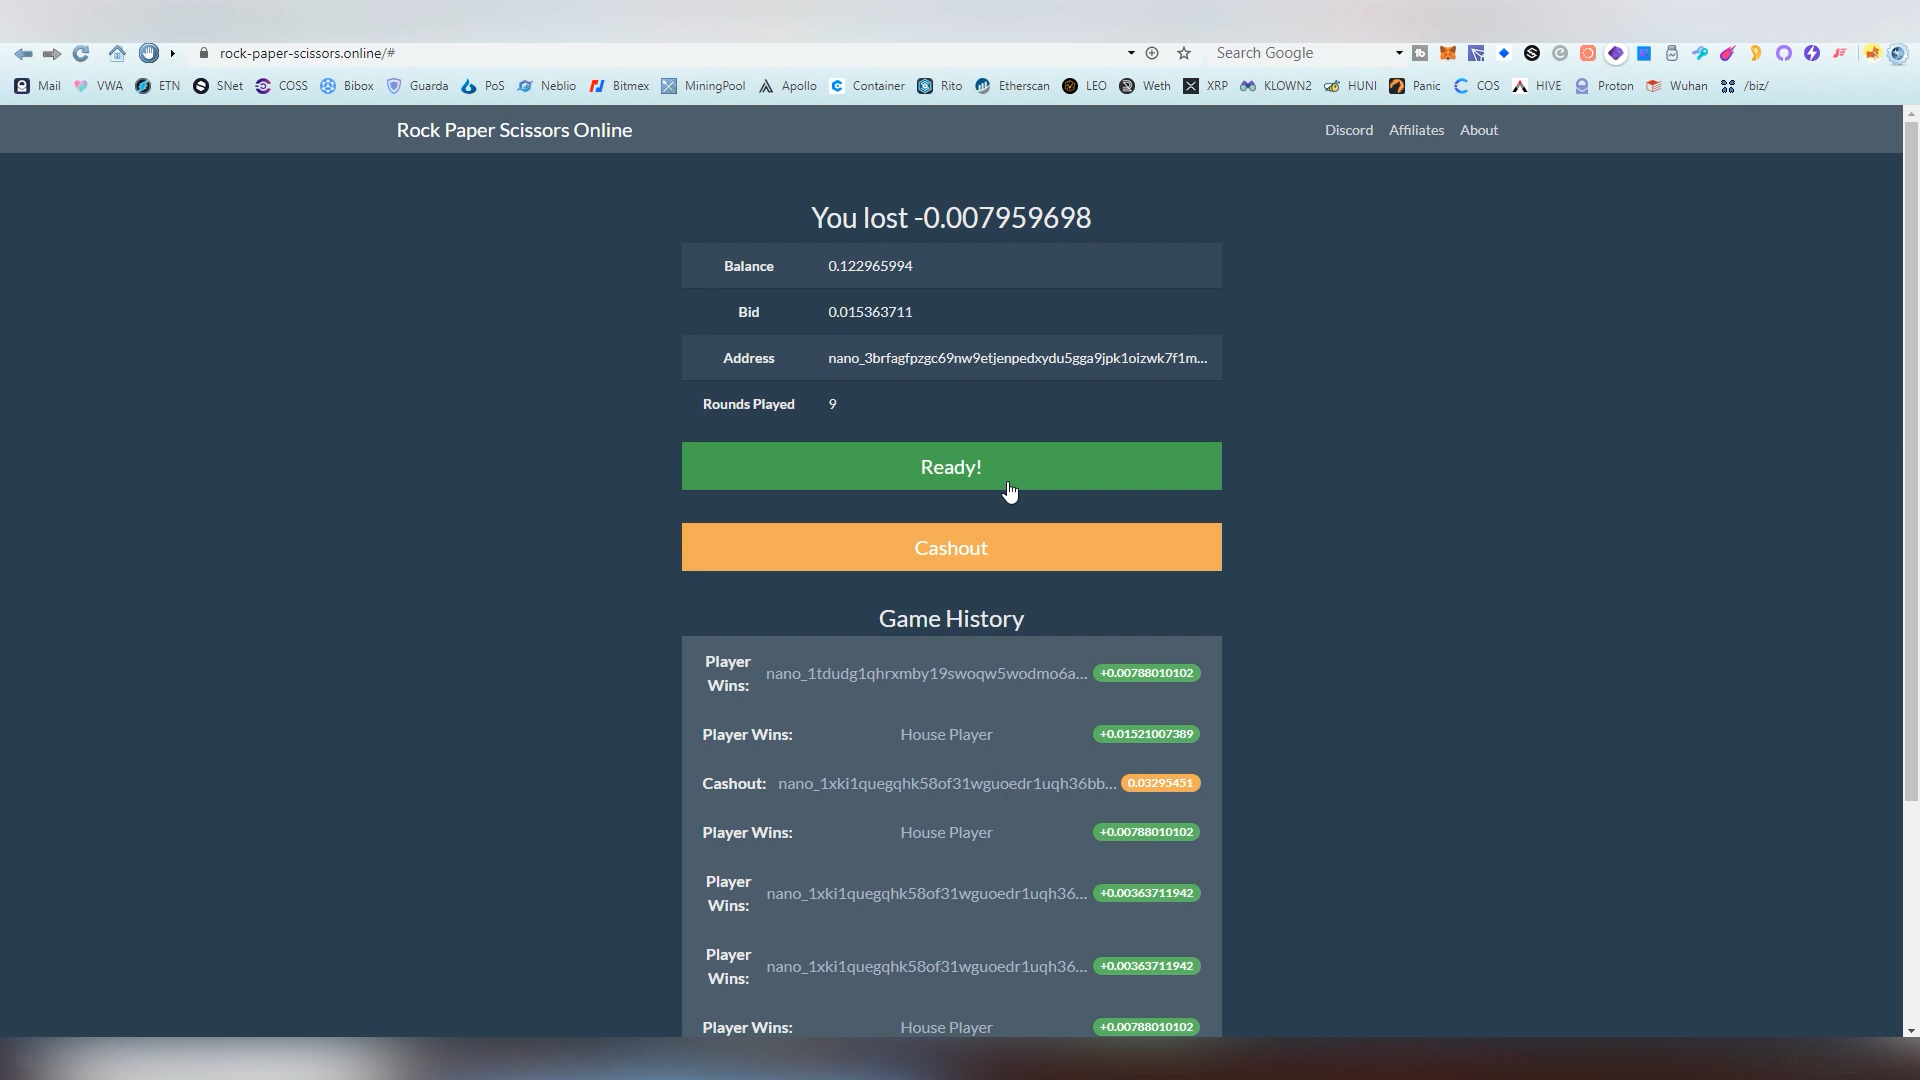 rock-paper-scissors.online/#
Search Google
Mail VWA ETN SNet COSS Bibox Guarda PoS Neblio Bitmex MiningPool Apollo Container Rito Etherscan LEO Weth XRP KLOWN2 HUNI Panic COS HIVE Proton Wuhan /biz/
Rock Paper Scissors Online Discord Affiliates About
You lost -0.007959698
Balance 0.122965994
Bid 0.015363711
Address nano_3brfagfpzgc69nw9etjenpedxydu5gga9jpk1oizwk7f1m...
Rounds Played 9
Ready!
Cashout
Game History
Player Wins: nano_1tdudg1qhrxmby19swoqw5wodmo6a... +0.00788010102
Player Wins: House Player +0.01521007389
Cashout: nano_1xki1quegqhk58of31wguoedr1uqh36bb... 0.03295451
Player Wins: House Player +0.00788010102
Player Wins: nano_1xki1quegqhk58of31wguoedr1uqh36... +0.00363711942
Player Wins: nano_1xki1quegqhk58of31wguoedr1uqh36... +0.00363711942
Player Wins: House Player +0.00788010102